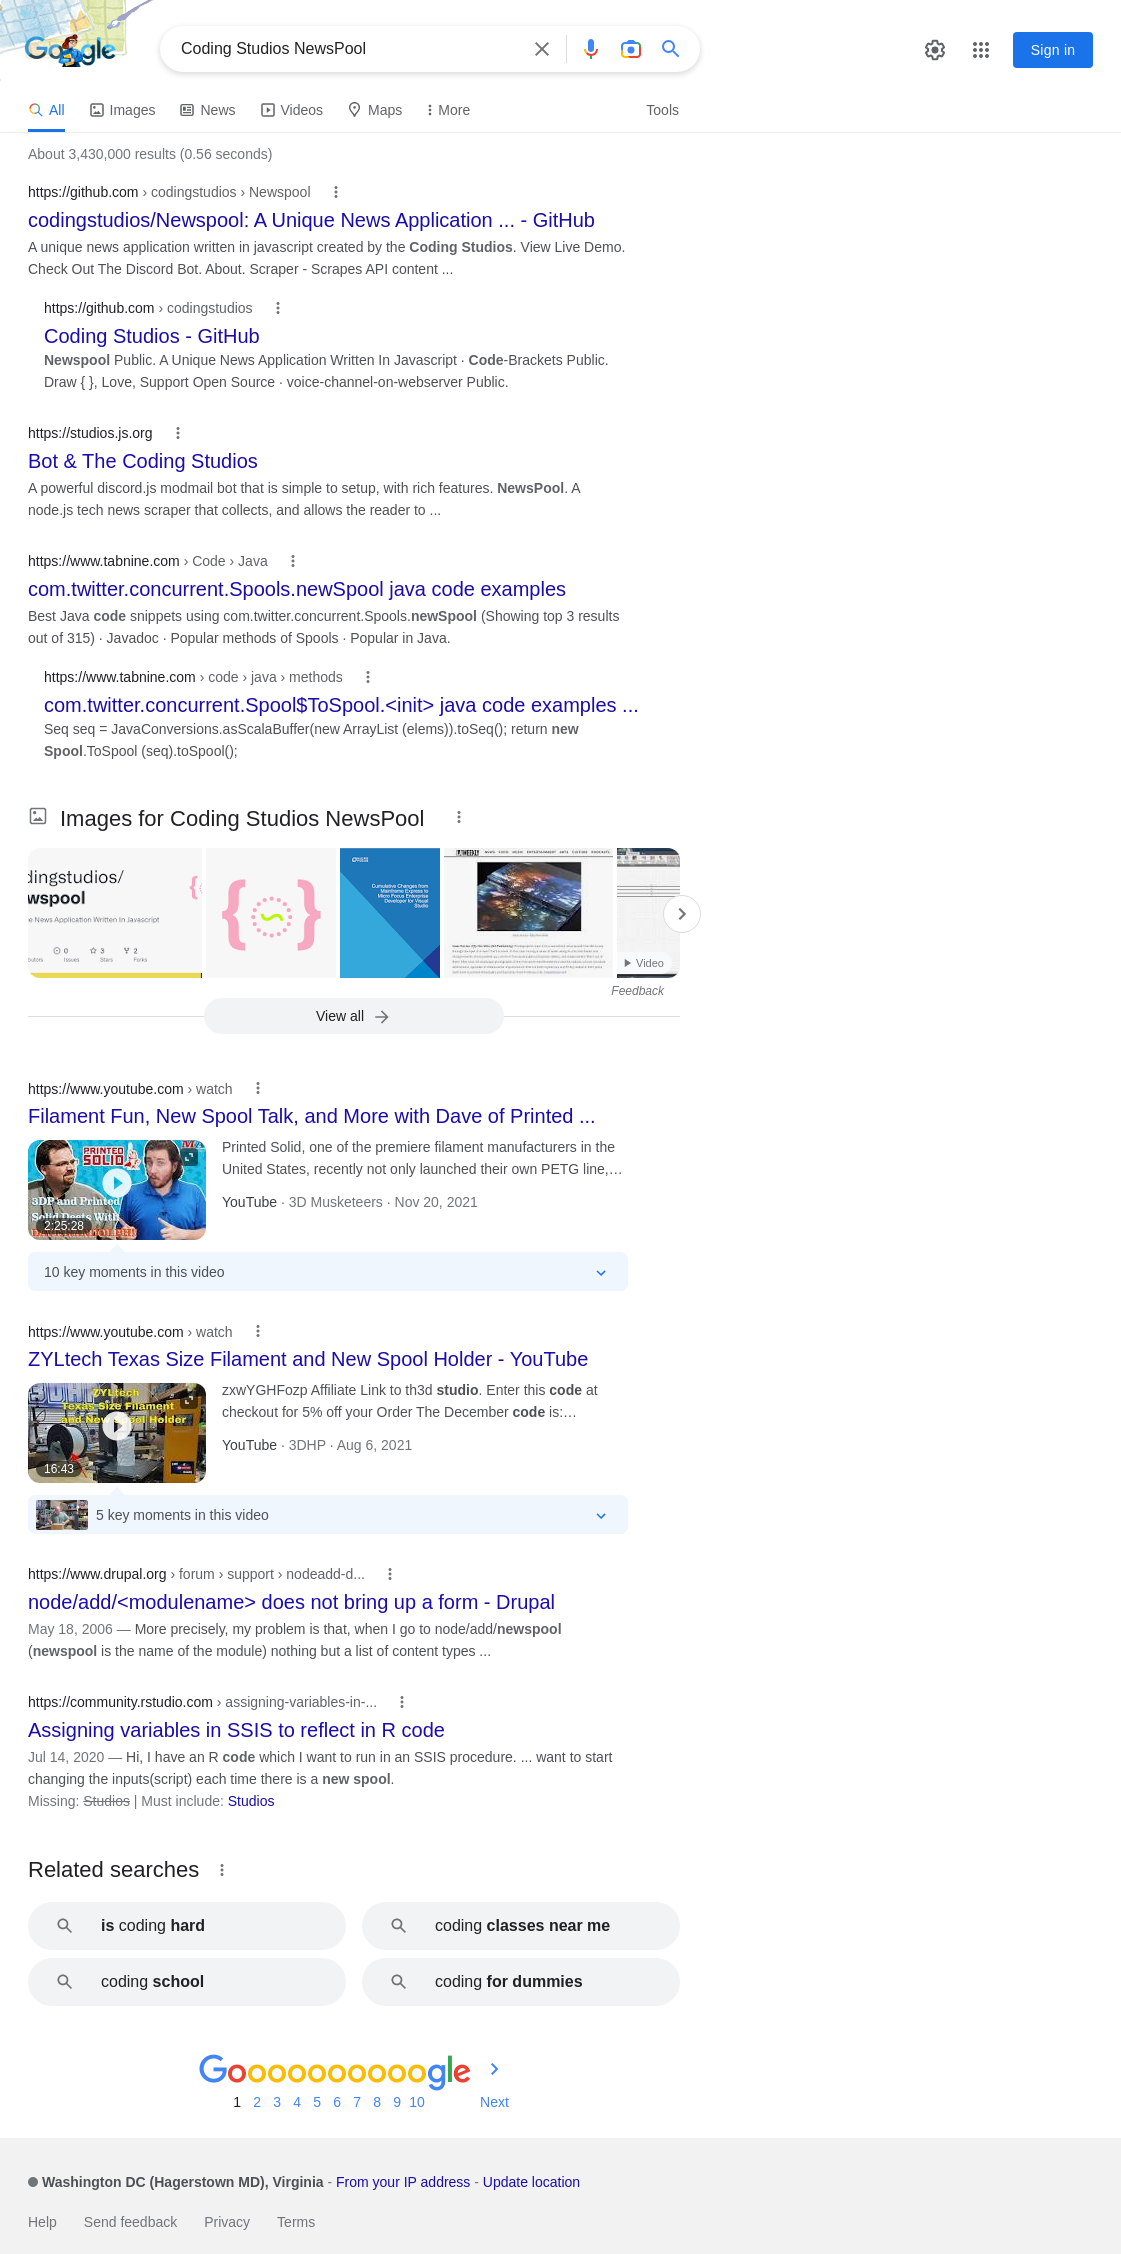 Google
Coding Studios NewsPool
Sign in
All
Images
News
Videos
Maps
More
Tools
About 3,430,000 results (0.56 seconds)
https://github.com › codingstudios › Newspool
codingstudios/Newspool: A Unique News Application ... - GitHub
A unique news application written in javascript created by the Coding Studios. View Live Demo.
Check Out The Discord Bot. About. Scraper - Scrapes API content ...
https://github.com › codingstudios
Coding Studios - GitHub
Newspool Public. A Unique News Application Written In Javascript · Code-Brackets Public.
Draw { }, Love, Support Open Source · voice-channel-on-webserver Public.
https://studios.js.org
Bot & The Coding Studios
A powerful discord.js modmail bot that is simple to setup, with rich features. NewsPool. A
node.js tech news scraper that collects, and allows the reader to ...
https://www.tabnine.com › Code › Java
com.twitter.concurrent.Spools.newSpool java code examples
Best Java code snippets using com.twitter.concurrent.Spools.newSpool (Showing top 3 results
out of 315) · Javadoc · Popular methods of Spools · Popular in Java.
https://www.tabnine.com › code › java › methods
com.twitter.concurrent.Spool$ToSpool.<init> java code examples ...
Seq seq = JavaConversions.asScalaBuffer(new ArrayList (elems)).toSeq(); return new
Spool.ToSpool (seq).toSpool();
Images for Coding Studios NewsPool
dingstudios/
wspool
e News Application Written In Javascript
0
3
2
Issues
Stars
Forks
Cumulative Changes from
Mainframe Express to
Micro Focus Enterprise
Developer for Visual
Studio
WEEKLY
NEWS FOOD MUSIC ENTERTAINMENT ARTS CULTURE PODCASTS
Video
Feedback
View all
https://www.youtube.com › watch
Filament Fun, New Spool Talk, and More with Dave of Printed ...
PRINTED
SOLID
3DP and Printed
Solid Deets With
2:25:28
Printed Solid, one of the premiere filament manufacturers in the
United States, recently not only launched their own PETG line,...
YouTube · 3D Musketeers · Nov 20, 2021
10 key moments in this video
https://www.youtube.com › watch
ZYLtech Texas Size Filament and New Spool Holder - YouTube
ZYLtech
Texas Size Filament
and New Spool Holder
16:43
zxwYGHFozp Affiliate Link to th3d studio. Enter this code at
checkout for 5% off your Order The December code is:...
YouTube · 3DHP · Aug 6, 2021
5 key moments in this video
https://www.drupal.org › forum › support › nodeadd-d...
node/add/<modulename> does not bring up a form - Drupal
May 18, 2006 — More precisely, my problem is that, when I go to node/add/newspool
(newspool is the name of the module) nothing but a list of content types ...
https://community.rstudio.com › assigning-variables-in-...
Assigning variables in SSIS to reflect in R code
Jul 14, 2020 — Hi, I have an R code which I want to run in an SSIS procedure. ... want to start
changing the inputs(script) each time there is a new spool.
Missing: Studios | Must include: Studios
Related searches
is coding hard
coding classes near me
coding school
coding for dummies
Goooooooooogle
1 2 3 4 5 6 7 8 9 10 Next
Washington DC (Hagerstown MD), Virginia - From your IP address - Update location
Help
Send feedback
Privacy
Terms